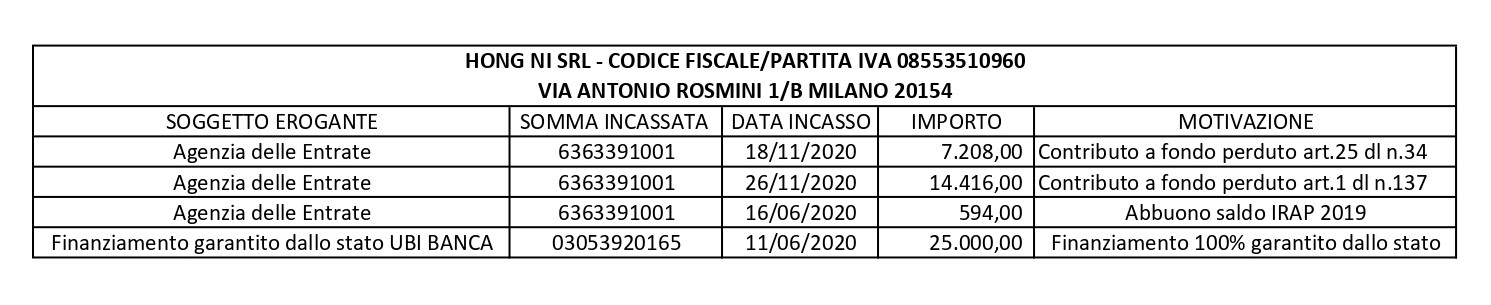 HONG NI SRL - CODICE FISCALE/PARTITA IVA 08553510960
VIA ANTONIO ROSMINI 1/B MILANO 20154
SOGGETTO EROGANTE SOMMA INCASSATA DATA INCASSO IMPORTO MOTIVAZIONE
Agenzia delle Entrate 6363391001 18/11/2020 7.208,00 Contributo a fondo perduto art.25 dl n.34
Agenzia delle Entrate 6363391001 26/11/2020 14.416,00 Contributo a fondo perduto art.1 dl n.137
Agenzia delle Entrate 6363391001 16/06/2020 594,00 Abbuono saldo IRAP 2019
Finanziamento garantito dallo stato UBI BANCA 03053920165 11/06/2020 25.000,00 Finanziamento 100% garantito dallo stato